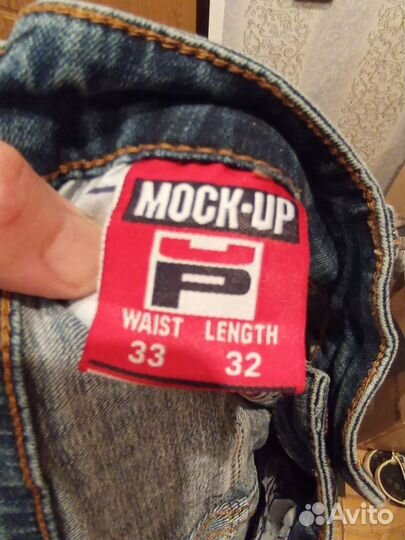 MOCK-UP
UP
WAIST LENGTH
33 32
Avito